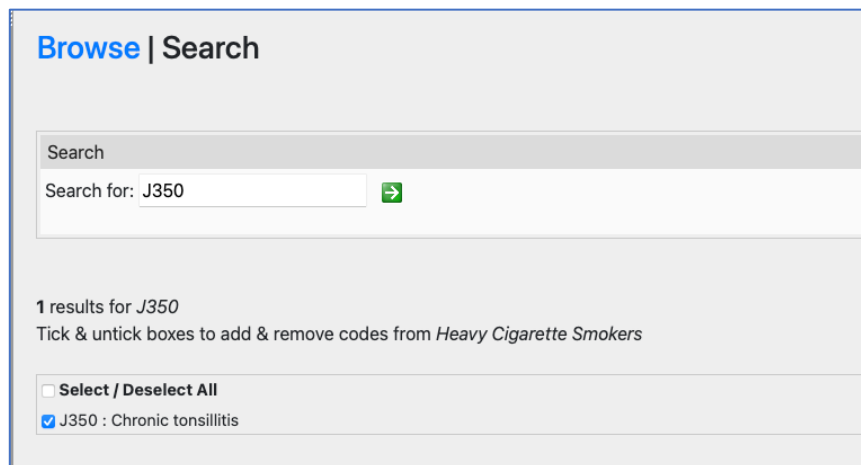 Browse | Search
Search
Search for: J350
1 results for J350
Tick & untick boxes to add & remove codes from Heavy Cigarette Smokers
Select / Deselect All
J350 : Chronic tonsillitis